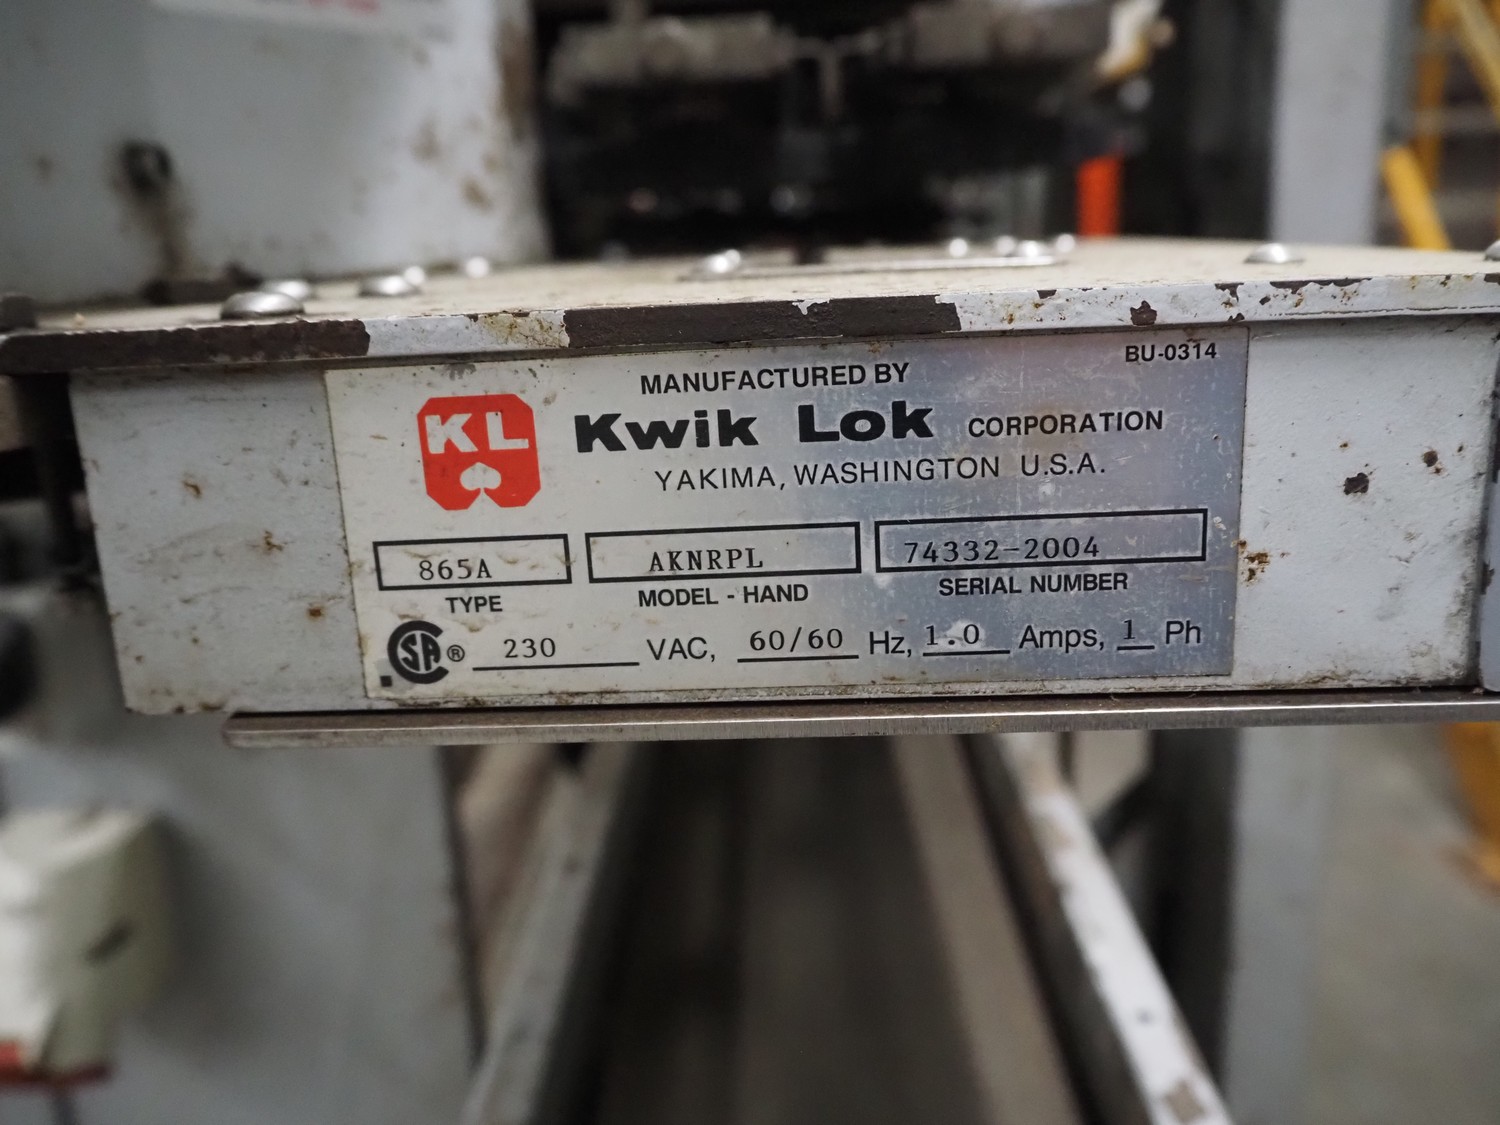 BU-0314
MANUFACTURED BY
KL
Kwik Lok CORPORATION
YAKIMA, WASHINGTON U.S.A.
865A AKNRPL 74332-2004
TYPE MODEL - HAND SERIAL NUMBER
SA ® 230 VAC, 60/60 Hz, 1.0 Amps, 1 Ph